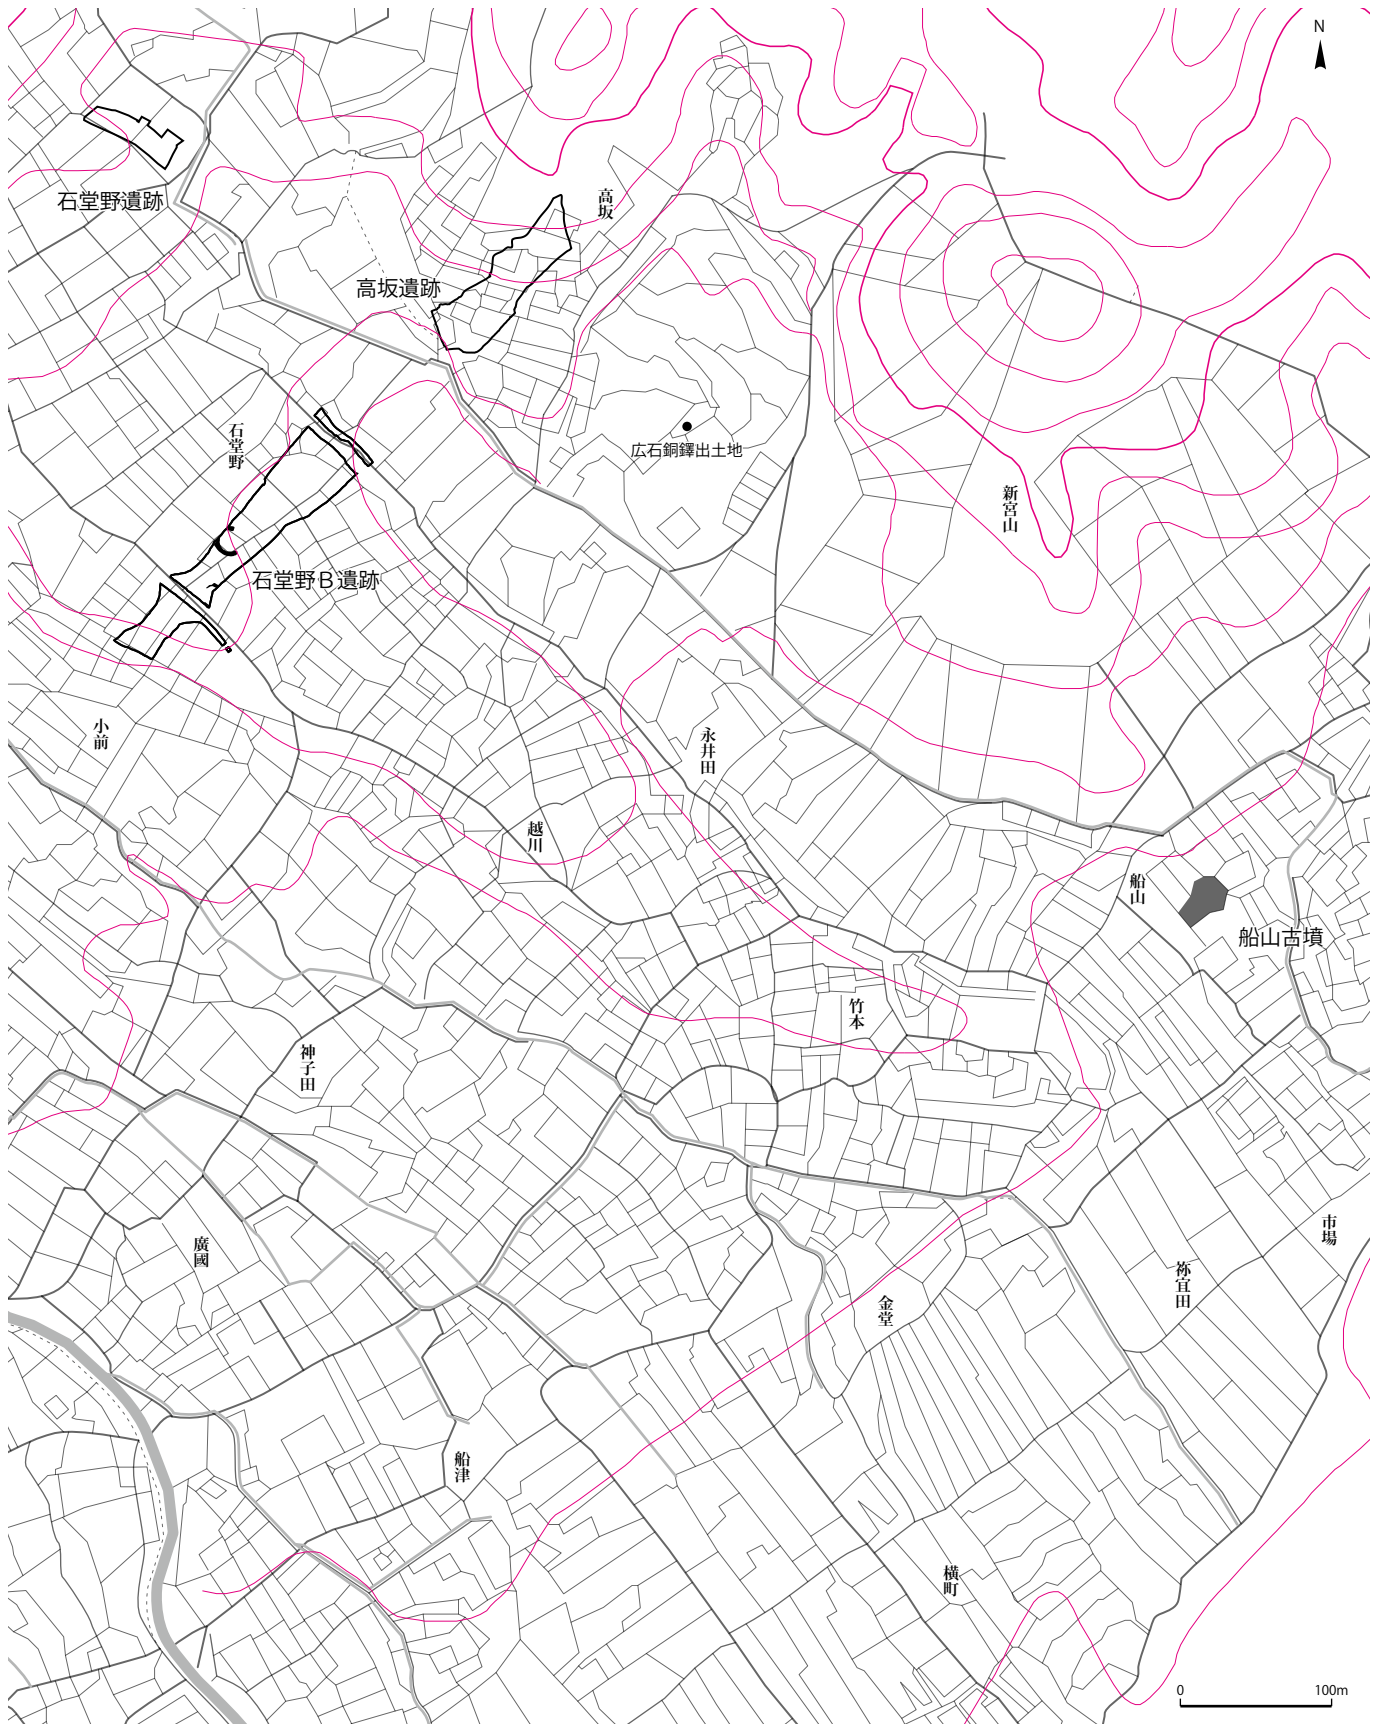 N
石堂野遺跡
高坂
高坂遺跡
石堂野
広石銅鐸出土地
新宮山
石堂野B遺跡
小前
永井田
越川
船山
船山古墳
竹本
神子田
市場
廣國
祢宜田
金堂
船津
横町
0
100m